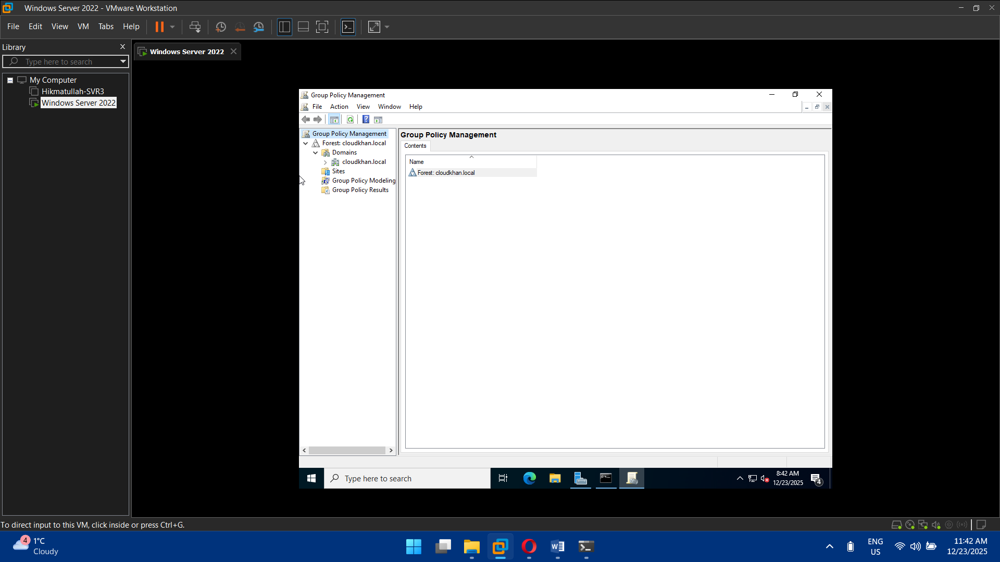 Windows Server 2022 - VMware Workstation
File Edit View VM Tabs Help
Library
Type here to search
My Computer
Hikmatullah-SVR3
Windows Server 2022
Windows Server 2022
Group Policy Management
File Action View Window Help
Group Policy Management
Forest: cloudkhan.local
Domains
cloudkhan.local
Sites
Group Policy Modeling
Group Policy Results
Group Policy Management
Contents
Name
Forest: cloudkhan.local
Type here to search
8:42 AM
12/23/2025
4
To direct input to this VM, click inside or press Ctrl+G.
4
1°C
Cloudy
ENG
US
11:42 AM
12/23/2025